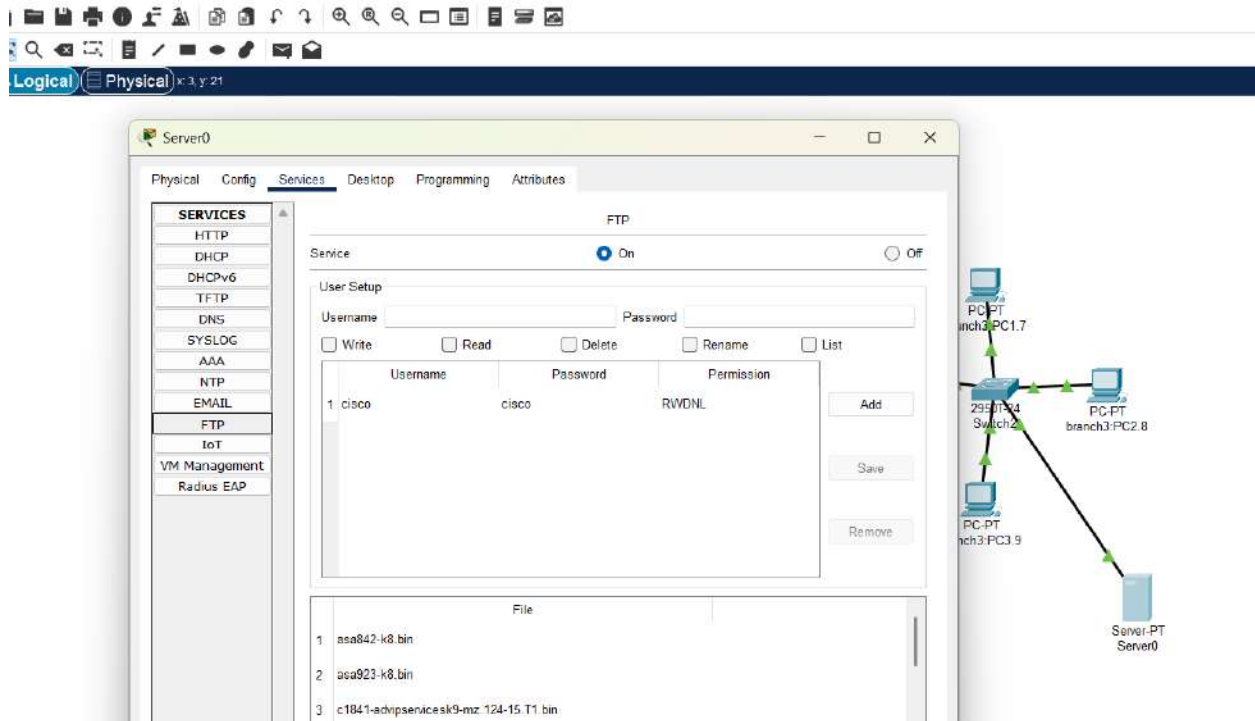 Logical Physical x: 3, y: 21
Server0
Physical Config Services Desktop Programming Attributes
SERVICES
HTTP
DHCP
DHCPv6
TFTP
DNS
SYSLOG
AAA
NTP
EMAIL
FTP
IoT
VM Management
Radius EAP
FTP
Service On Off
User Setup
Username Password
Write Read Delete Rename List
Username Password Permission
1 cisco cisco RWDNL
Add
Save
Remove
File
1 asa842-k8.bin
2 asa923-k8.bin
3 c1841-advipservicesk9-mz.124-15.T1.bin
PC-PT
nch3:PC1.7
2950T-24
Switch2
PC-PT
branch3:PC2.8
PC-PT
nch3:PC3.9
Server-PT
Server0